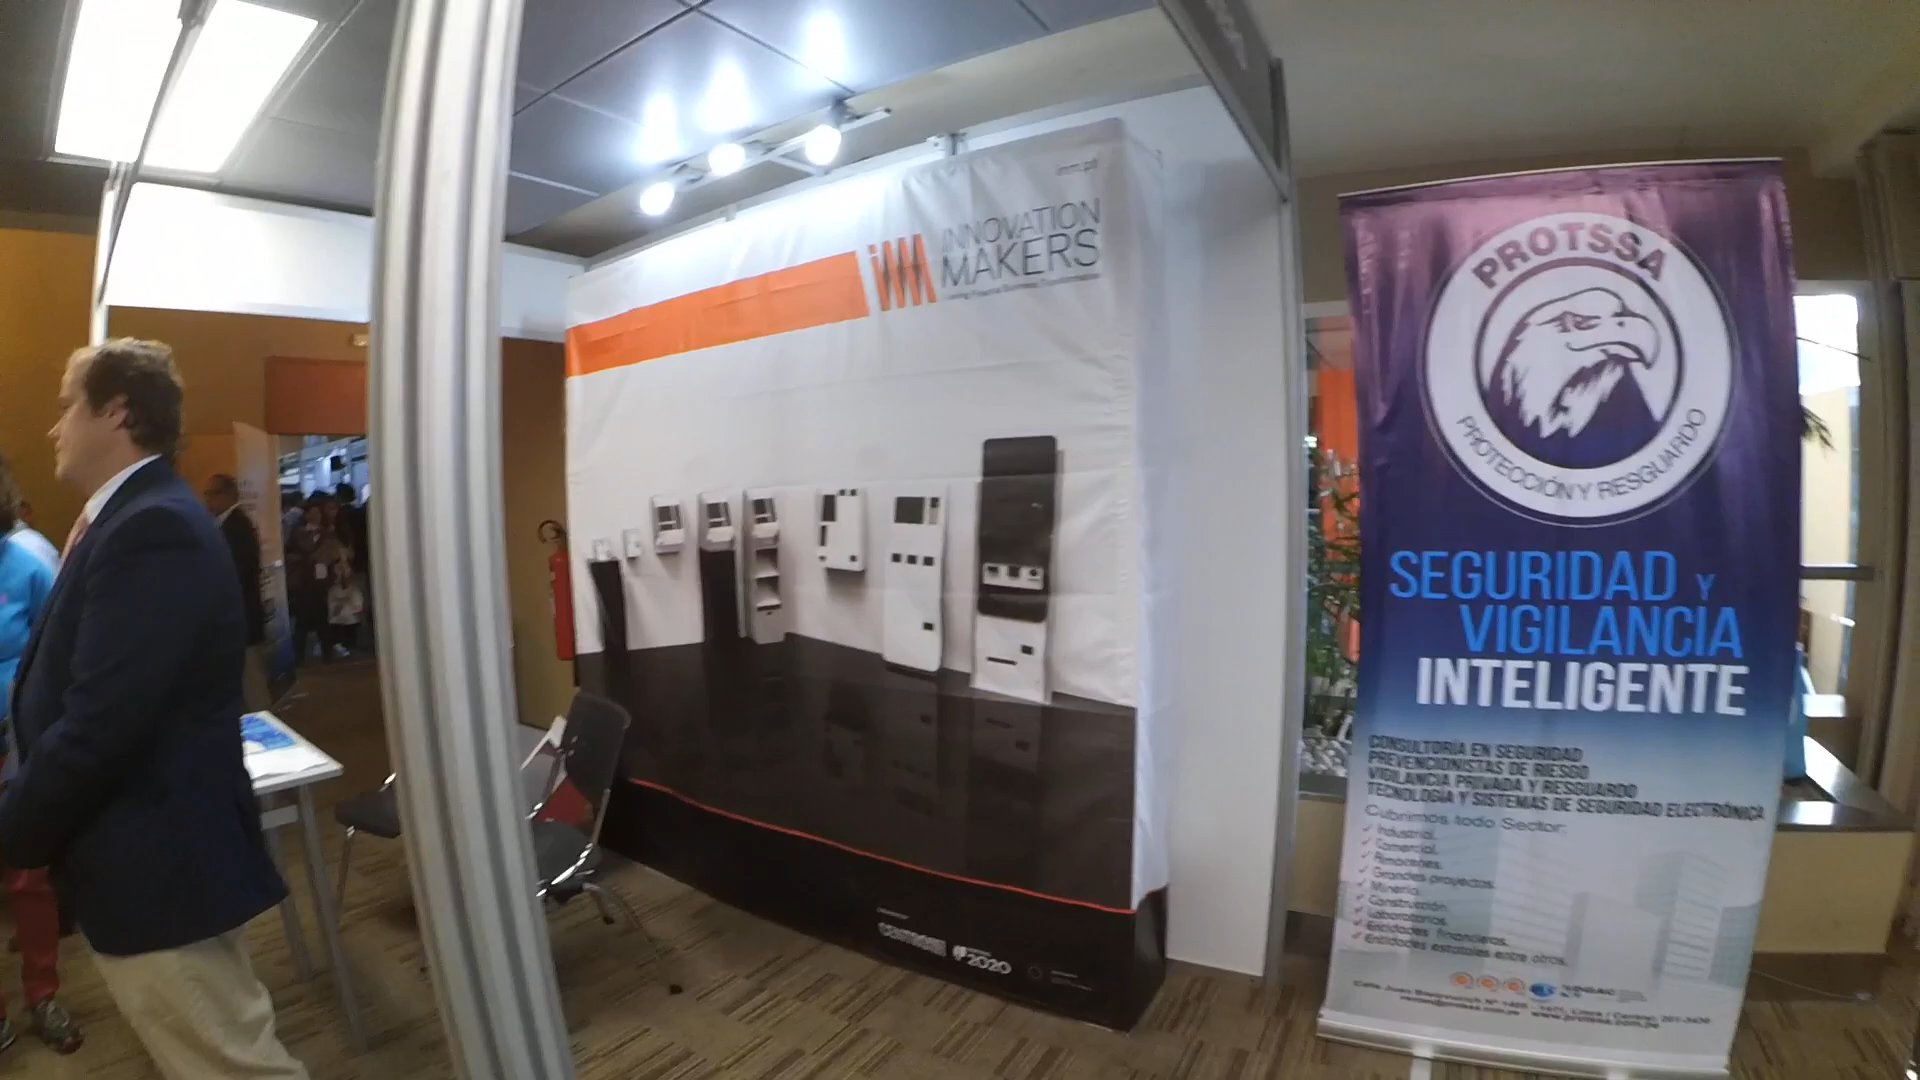 inm.pt
iM INNOVATION
MAKERS
2020
PROTSSA
PROTECCIÓN Y RESGUARDO
SEGURIDAD Y
VIGILANCIA
INTELIGENTE
CONSULTORÍA EN SEGURIDAD
PREVENCIONISTAS DE RIESGO
VIGILANCIA PRIVADA Y RESGUARDO
TECNOLOGÍA Y SISTEMAS DE SEGURIDAD ELECTRÓNICA
Cubrimos todo Sector:
Industrial.
Comercial.
Almacenes.
Grandes proyectos.
Minería.
Construcción.
Laboratorios.
Entidades financieras.
Entidades estatales entre otros.
www.protssa.com.pe